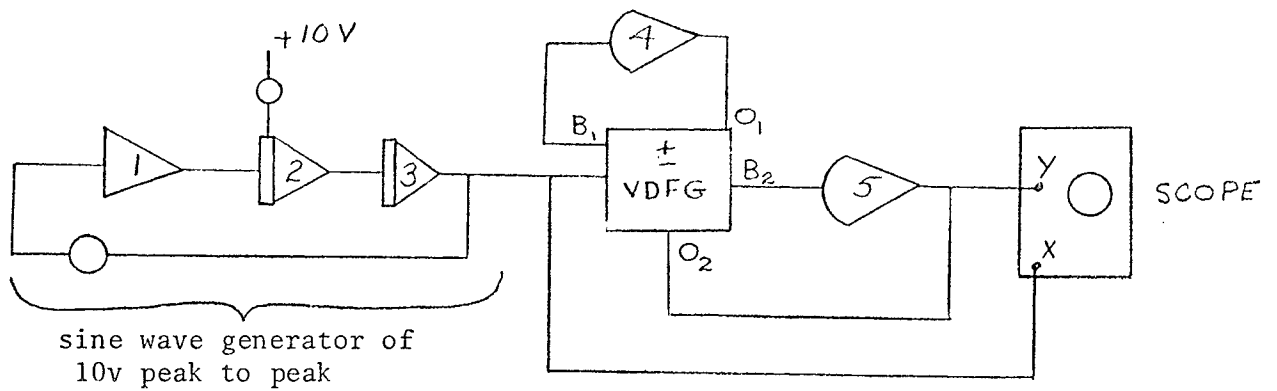 +10V
1
2
3
4
B₁
O₁
±
VDFG
B₂
O₂
5
Y
X
SCOPE
sine wave generator of
10v peak to peak